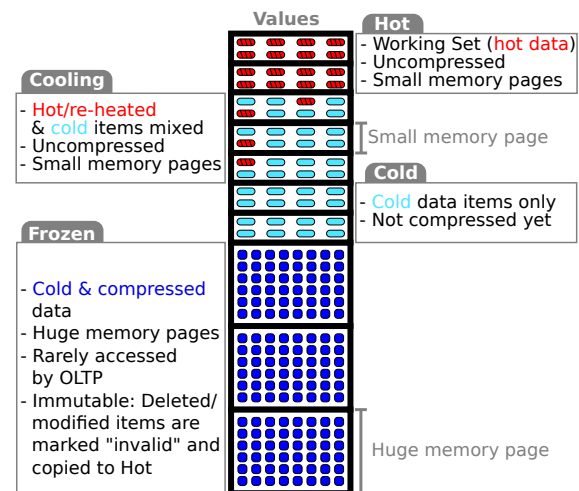 Values
Hot
- Working Set (hot data)
- Uncompressed
- Small memory pages
Cooling
- Hot/re-heated
& cold items mixed
- Uncompressed
- Small memory pages
Small memory page
Cold
- Cold data items only
- Not compressed yet
Frozen
- Cold & compressed
data
- Huge memory pages
- Rarely accessed
by OLTP
- Immutable: Deleted/
modified items are
marked "invalid" and
copied to Hot
Huge memory page